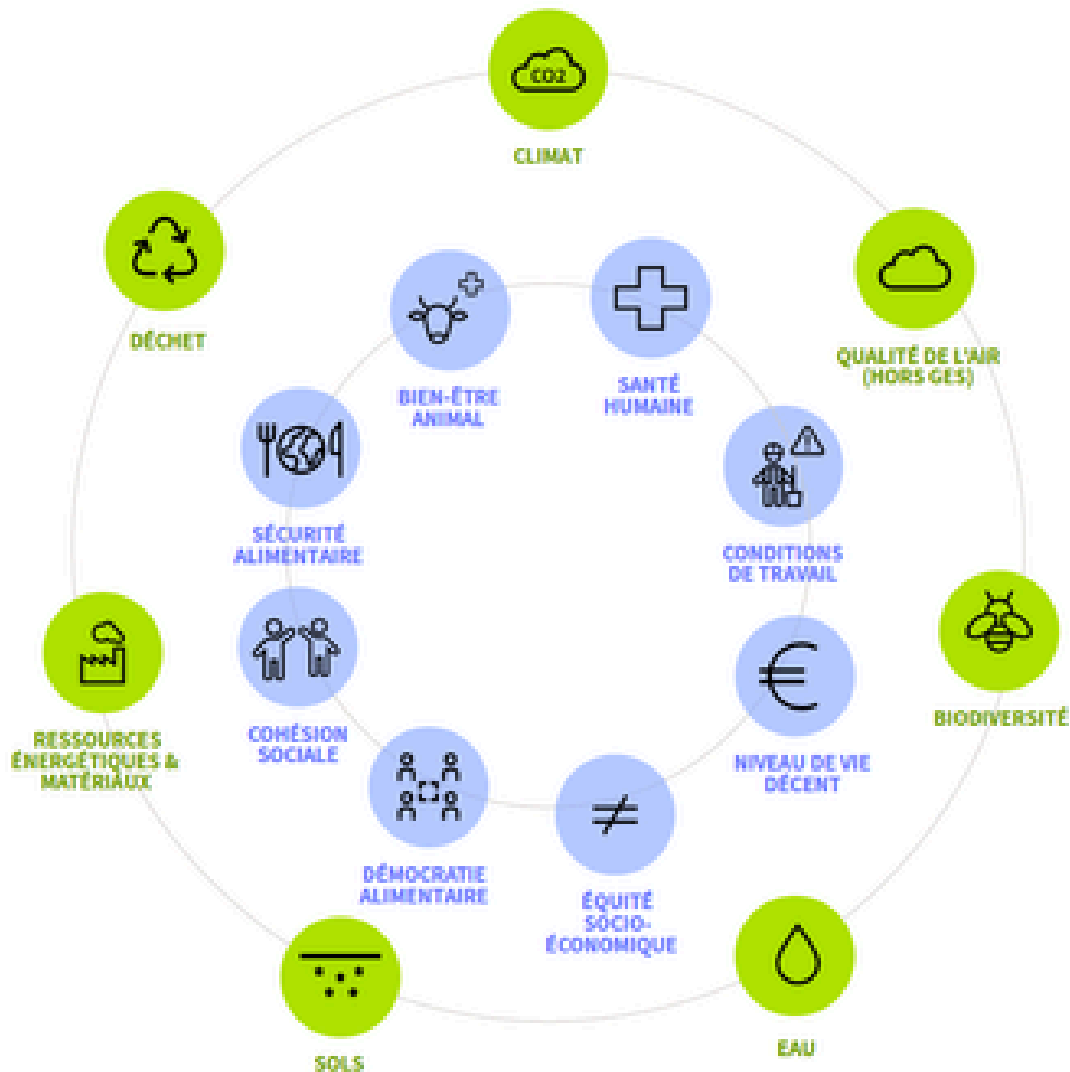 CO2
CLIMAT
DÉCHET
QUALITÉ DE L'AIR
(HORS GES)
BIEN-ÊTRE
ANIMAL
SANTÉ
HUMAINE
SÉCURITÉ
ALIMENTAIRE
CONDITIONS
DE TRAVAIL
RESSOURCES
ÉNERGÉTIQUES &
MATÉRIAUX
COHÉSION
SOCIALE
NIVEAU DE VIE
DÉCENT
BIODIVERSITÉ
DÉMOCRATIE
ALIMENTAIRE
ÉQUITÉ
SOCIO-
ÉCONOMIQUE
SOLS
EAU